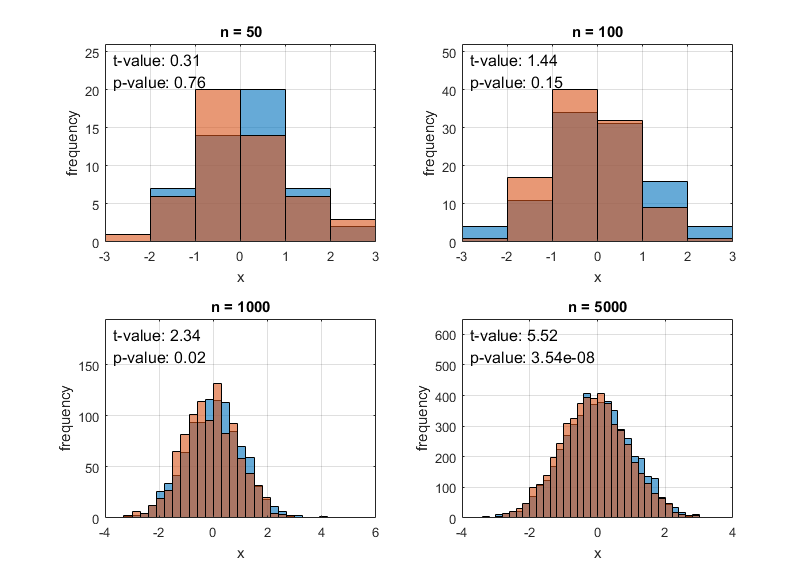 n = 50
t-value: 0.31
p-value: 0.76
frequency
25
20
15
10
5
0
-3 -2 -1 0 1 2 3
x
n = 100
t-value: 1.44
p-value: 0.15
frequency
50
40
30
20
10
0
-3 -2 -1 0 1 2 3
x
n = 1000
t-value: 2.34
p-value: 0.02
frequency
150
100
50
0
-4 -2 0 2 4 6
x
n = 5000
t-value: 5.52
p-value: 3.54e-08
frequency
600
500
400
300
200
100
0
-4 -2 0 2 4
x